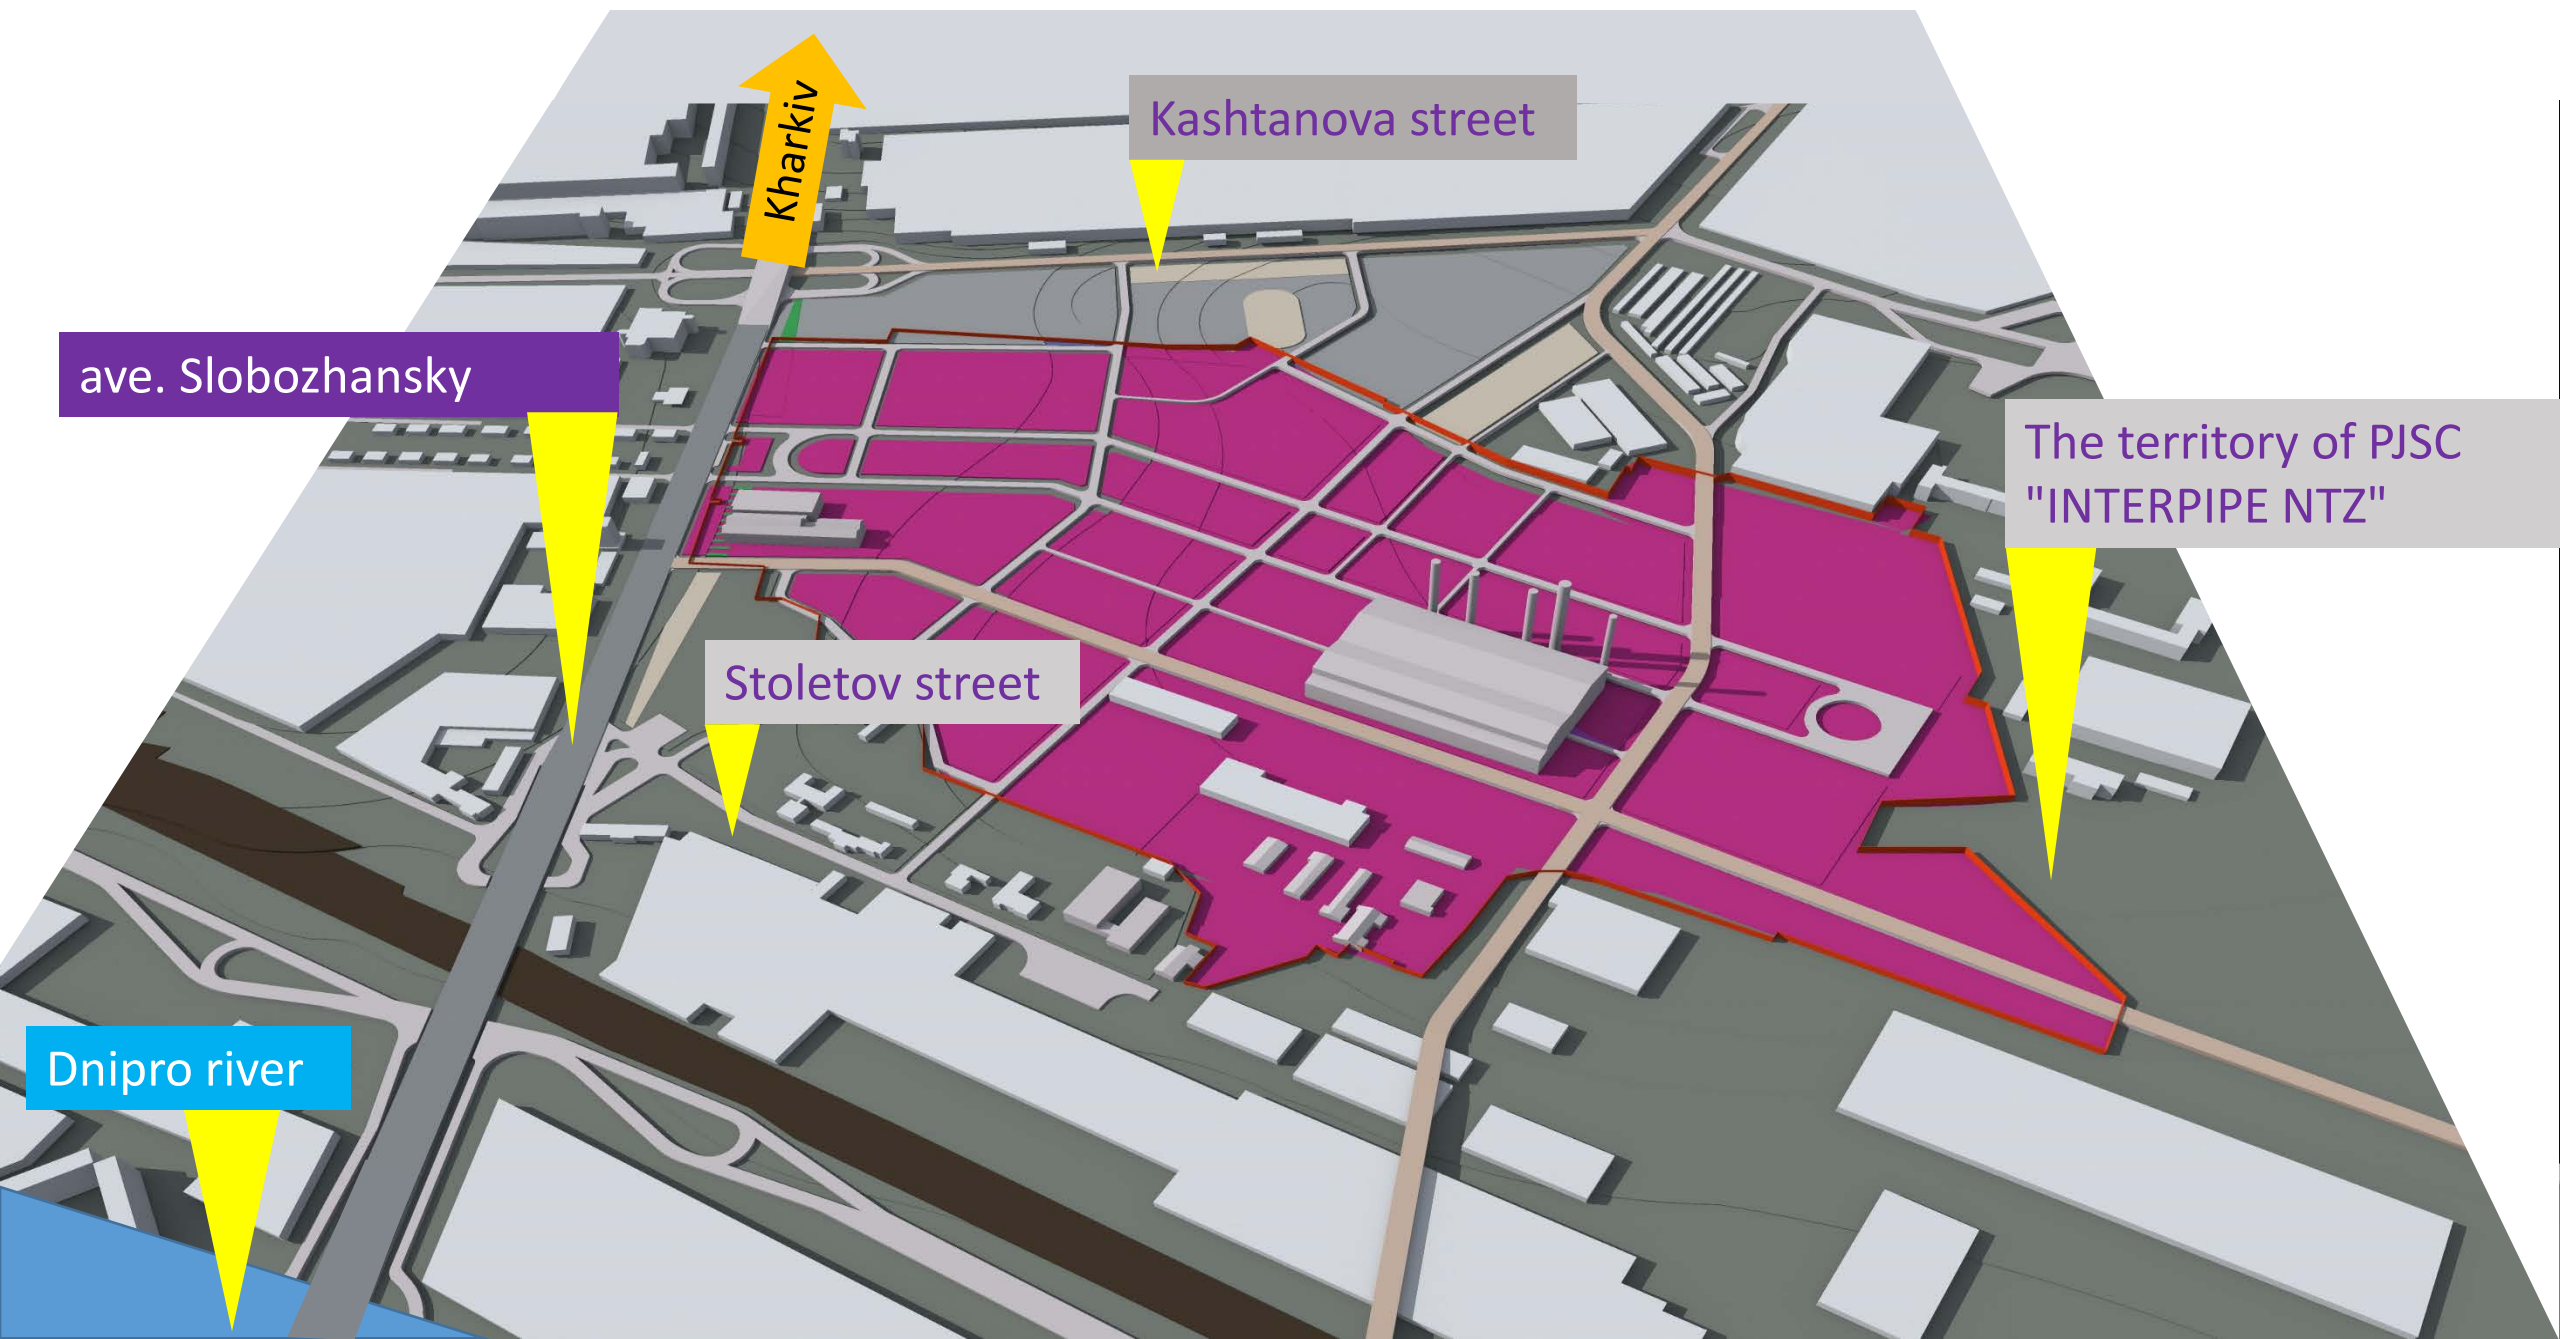 Kharkiv
Kashtanova street
ave. Slobozhansky
The territory of PJSC
"INTERPIPE NTZ"
Stoletov street
Dnipro river